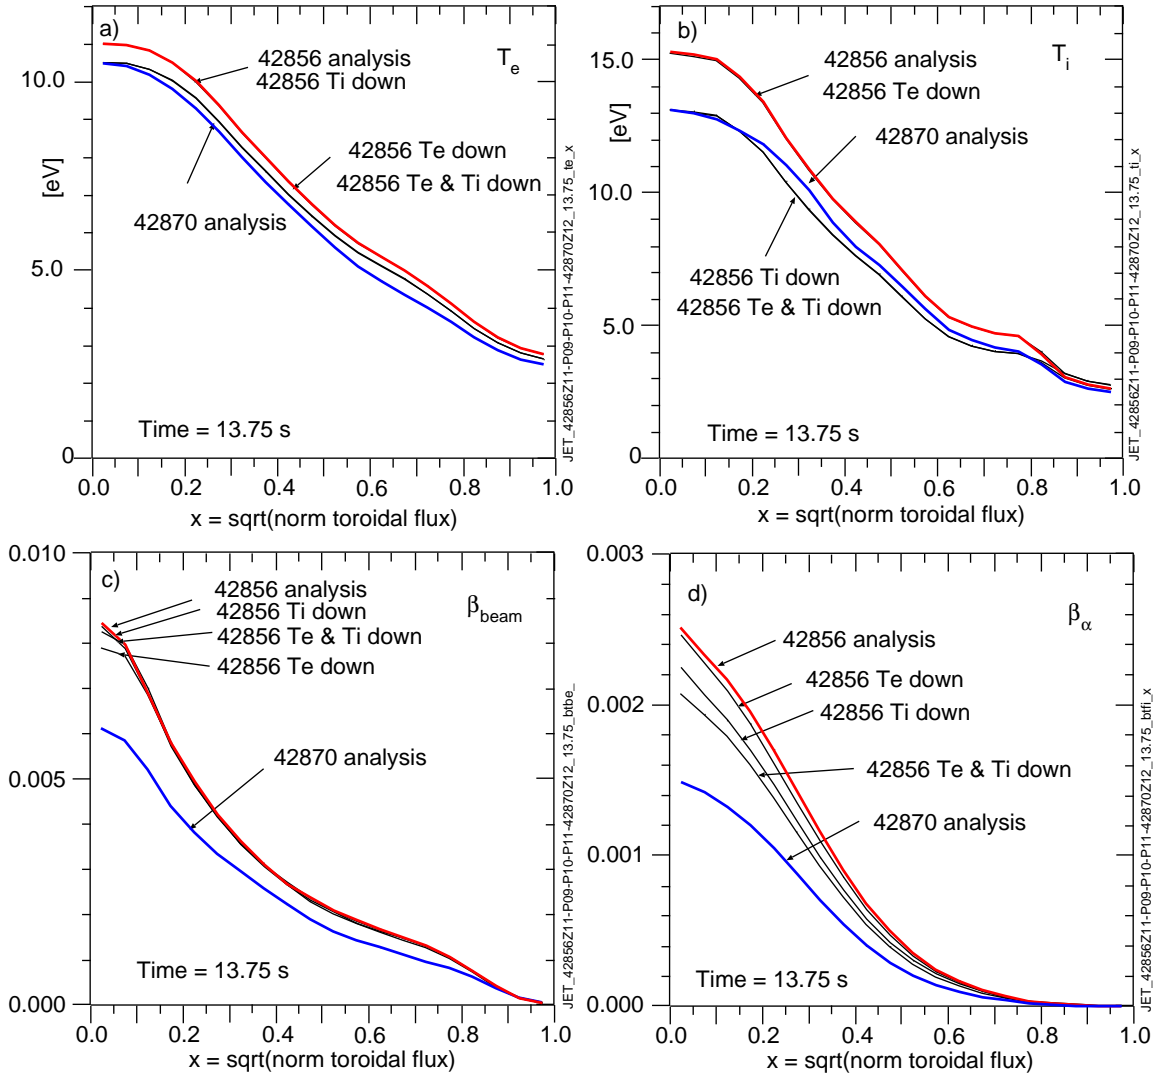 a)
T_e
42856 analysis
42856 Ti down
10.0
[eV]
42856 Te down
42856 Te & Ti down
42870 analysis
5.0
Time = 13.75 s
0
0.0 0.2 0.4 0.6 0.8 1.0
x = sqrt(norm toroidal flux)
JET_42856Z11-P09-P10-P11-42870Z12_13.75_te_x
b)
T_i
15.0
42856 analysis
42856 Te down
[eV]
42870 analysis
10.0
42856 Ti down
42856 Te & Ti down
5.0
Time = 13.75 s
0
0.0 0.2 0.4 0.6 0.8 1.0
x = sqrt(norm toroidal flux)
JET_42856Z11-P09-P10-P11-42870Z12_13.75_ti_x
0.010
c)
42856 analysis
42856 Ti down
42856 Te & Ti down
42856 Te down
β_beam
42870 analysis
0.005
Time = 13.75 s
0.000
0.0 0.2 0.4 0.6 0.8 1.0
x = sqrt(norm toroidal flux)
JET_42856Z11-P09-P10-P11-42870Z12_13.75_btbe_
0.003
d)
β_α
42856 analysis
42856 Te down
0.002
42856 Ti down
42856 Te & Ti down
42870 analysis
0.001
Time = 13.75 s
0.000
0.0 0.2 0.4 0.6 0.8 1.0
x = sqrt(norm toroidal flux)
JET_42856Z11-P09-P10-P11-42870Z12_13.75_btfi_x